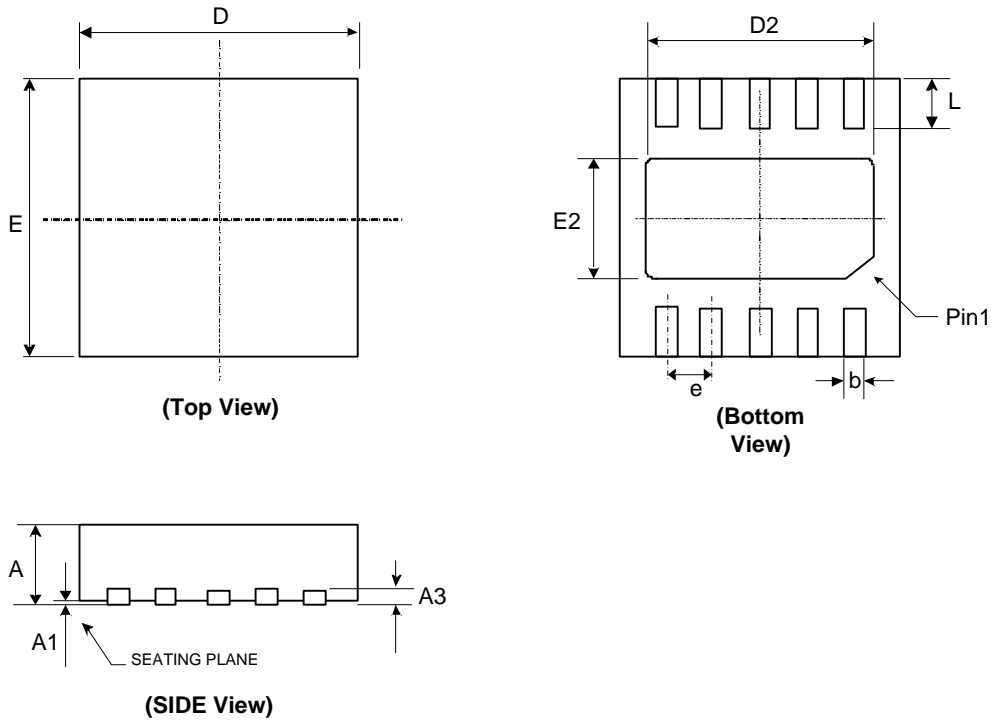 D
E
(Top View)
D2
L
E2
Pin1
e
b
(Bottom
View)
A
A3
A1
SEATING PLANE
(SIDE View)